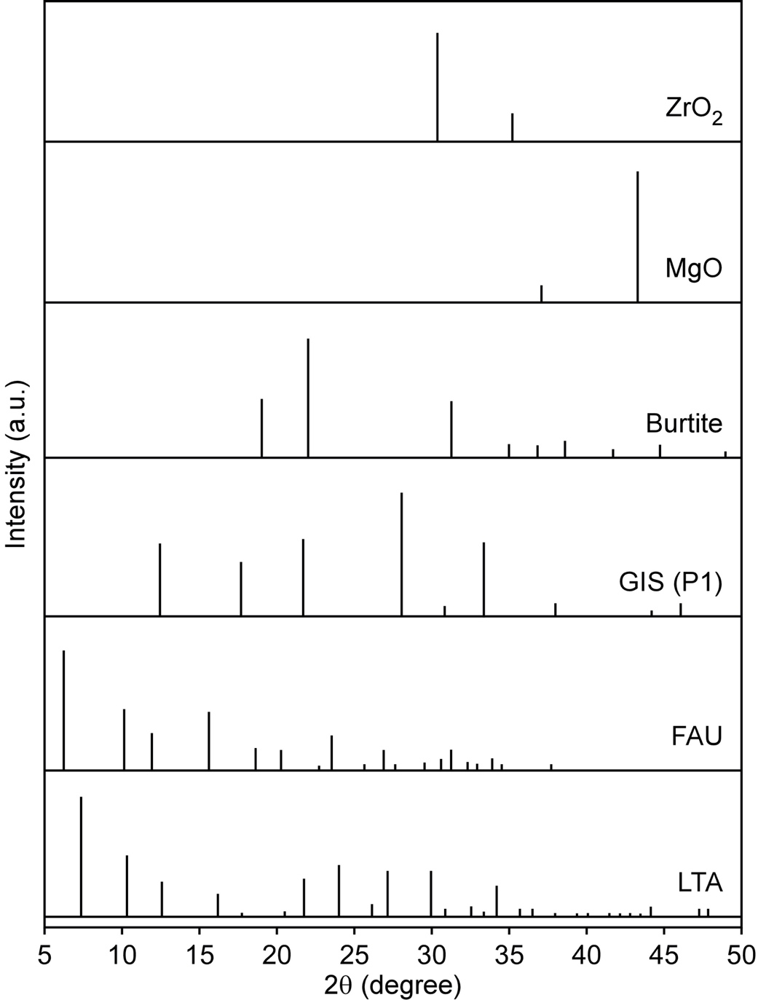 ZrO₂
MgO
Burtite
GIS (P1)
FAU
LTA
Intensity (a.u.)
5 10 15 20 25 30 35 40 45 50
2θ (degree)